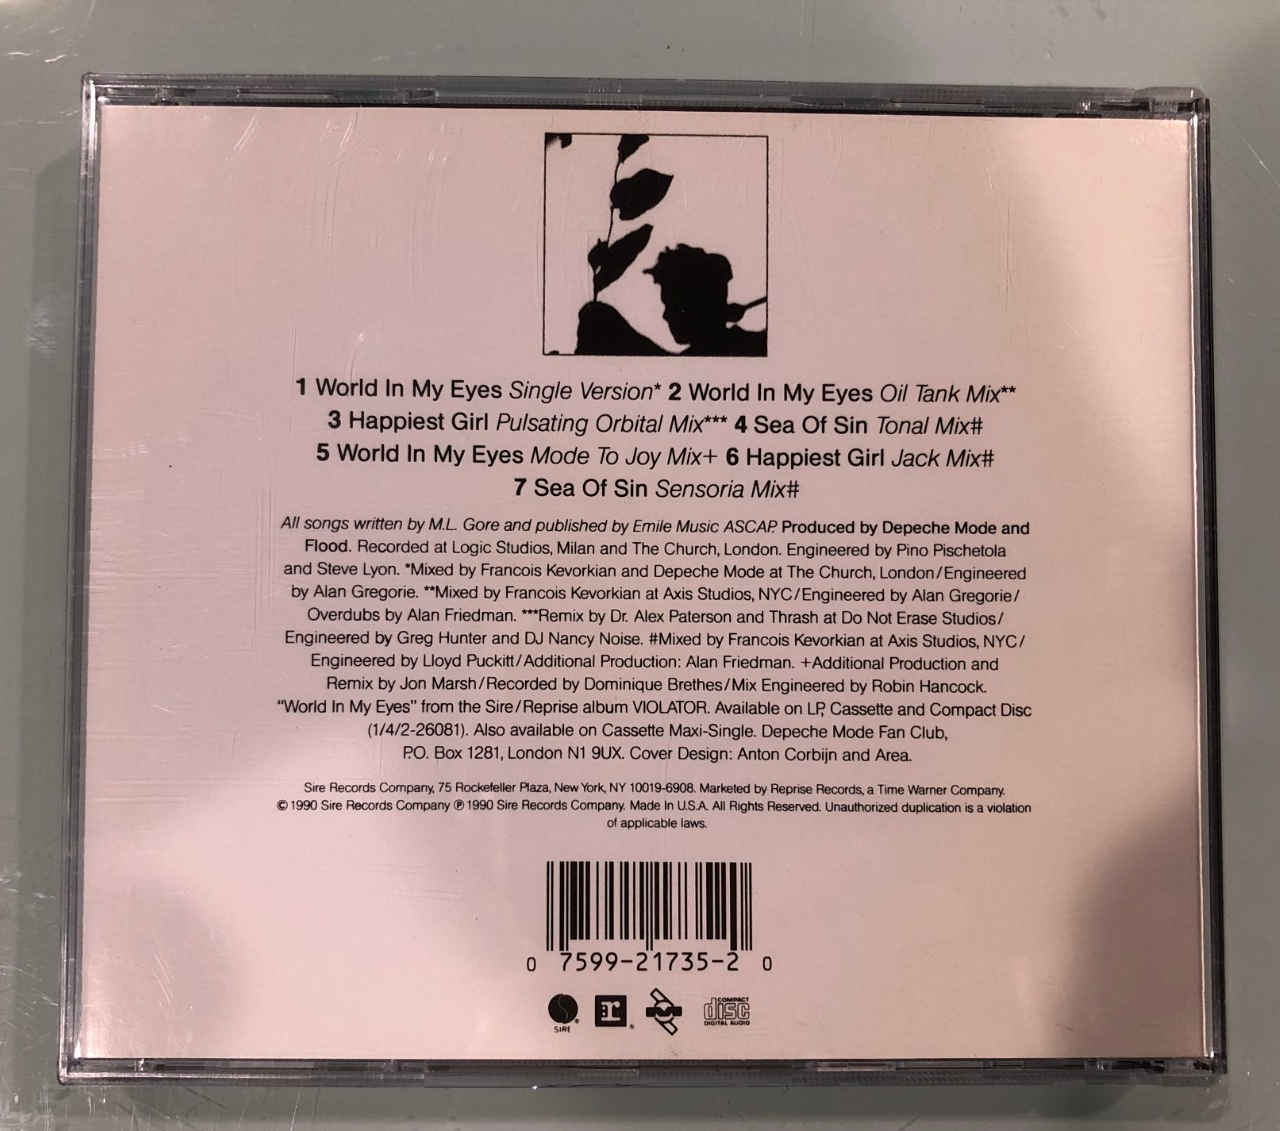 1 World In My Eyes Single Version* 2 World In My Eyes Oil Tank Mix**
3 Happiest Girl Pulsating Orbital Mix*** 4 Sea Of Sin Tonal Mix#
5 World In My Eyes Mode To Joy Mix+ 6 Happiest Girl Jack Mix#
7 Sea Of Sin Sensoria Mix#
All songs written by M.L. Gore and published by Emile Music ASCAP. Produced by Depeche Mode and
Flood. Recorded at Logic Studios, Milan and The Church, London. Engineered by Pino Pischetola
and Steve Lyon. *Mixed by Francois Kevorkian and Depeche Mode at The Church, London/Engineered
by Alan Gregorie. **Mixed by Francois Kevorkian at Axis Studios, NYC/Engineered by Alan Gregorie/
Overdubs by Alan Friedman. ***Remix by Dr. Alex Paterson and Thrash at Do Not Erase Studios/
Engineered by Greg Hunter and DJ Nancy Noise. #Mixed by Francois Kevorkian at Axis Studios, NYC/
Engineered by Lloyd Puckitt/Additional Production: Alan Friedman. +Additional Production and
Remix by Jon Marsh/Recorded by Dominique Brethes/Mix Engineered by Robin Hancock.
"World In My Eyes" from the Sire/Reprise album VIOLATOR. Available on LP, Cassette and Compact Disc
(1/4/2-26081). Also available on Cassette Maxi-Single. Depeche Mode Fan Club,
P.O. Box 1281, London N1 9UX. Cover Design: Anton Corbijn and Area.
Sire Records Company, 75 Rockefeller Plaza, New York, NY 10019-6908. Marketed by Reprise Records, a Time Warner Company.
© 1990 Sire Records Company ℗ 1990 Sire Records Company. Made In U.S.A. All Rights Reserved. Unauthorized duplication is a violation
of applicable laws.
0 7599-21735-2 0
SIRE ® r ® COMPACT disc DIGITAL AUDIO